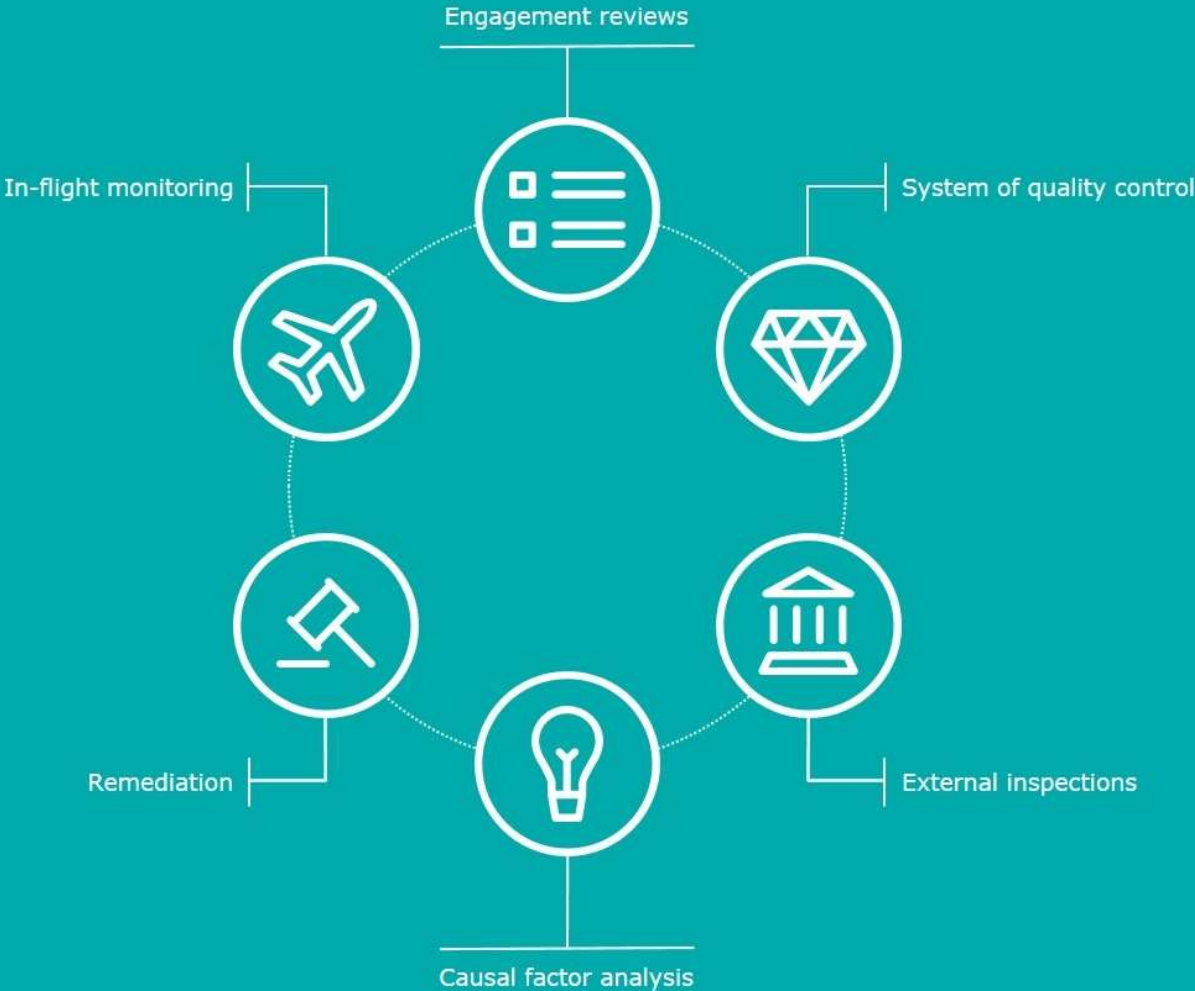 Engagement reviews
In-flight monitoring
System of quality control
Remediation
External inspections
Causal factor analysis